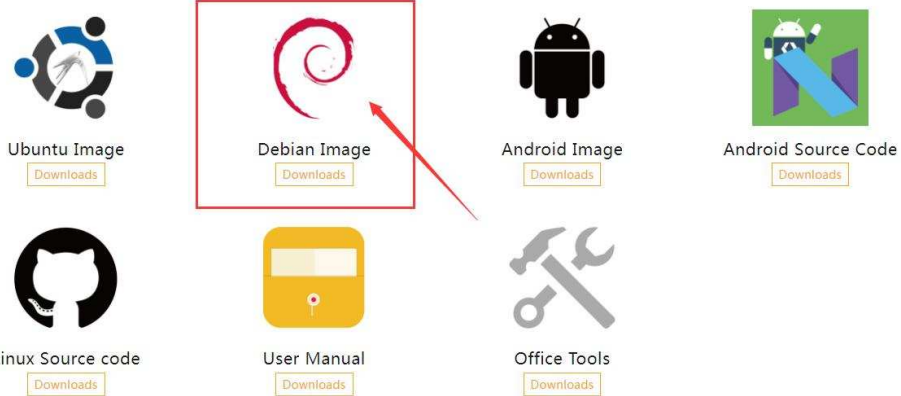 Ubuntu Image
Debian Image
Android Image
Android Source Code
Downloads
Downloads
Downloads
Downloads
inux Source code
User Manual
Office Tools
Downloads
Downloads
Downloads